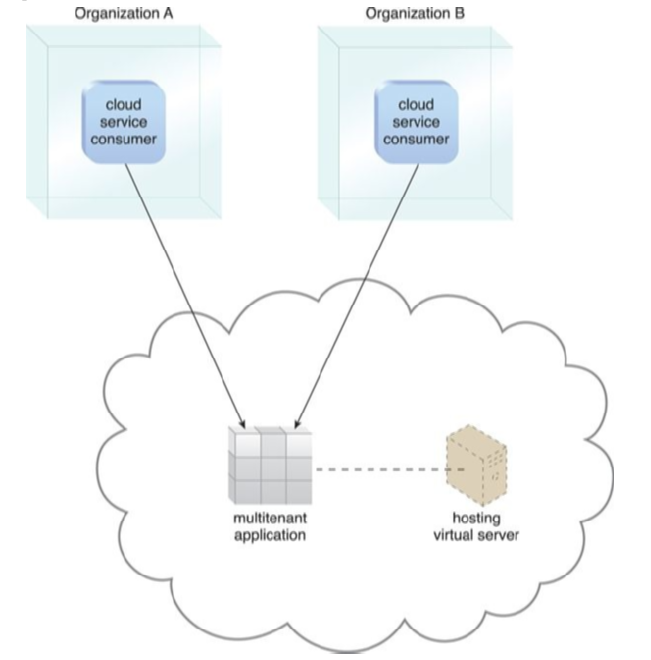 Organization A
Organization B
cloud
service
consumer
cloud
service
consumer
multitenant
application
hosting
virtual server